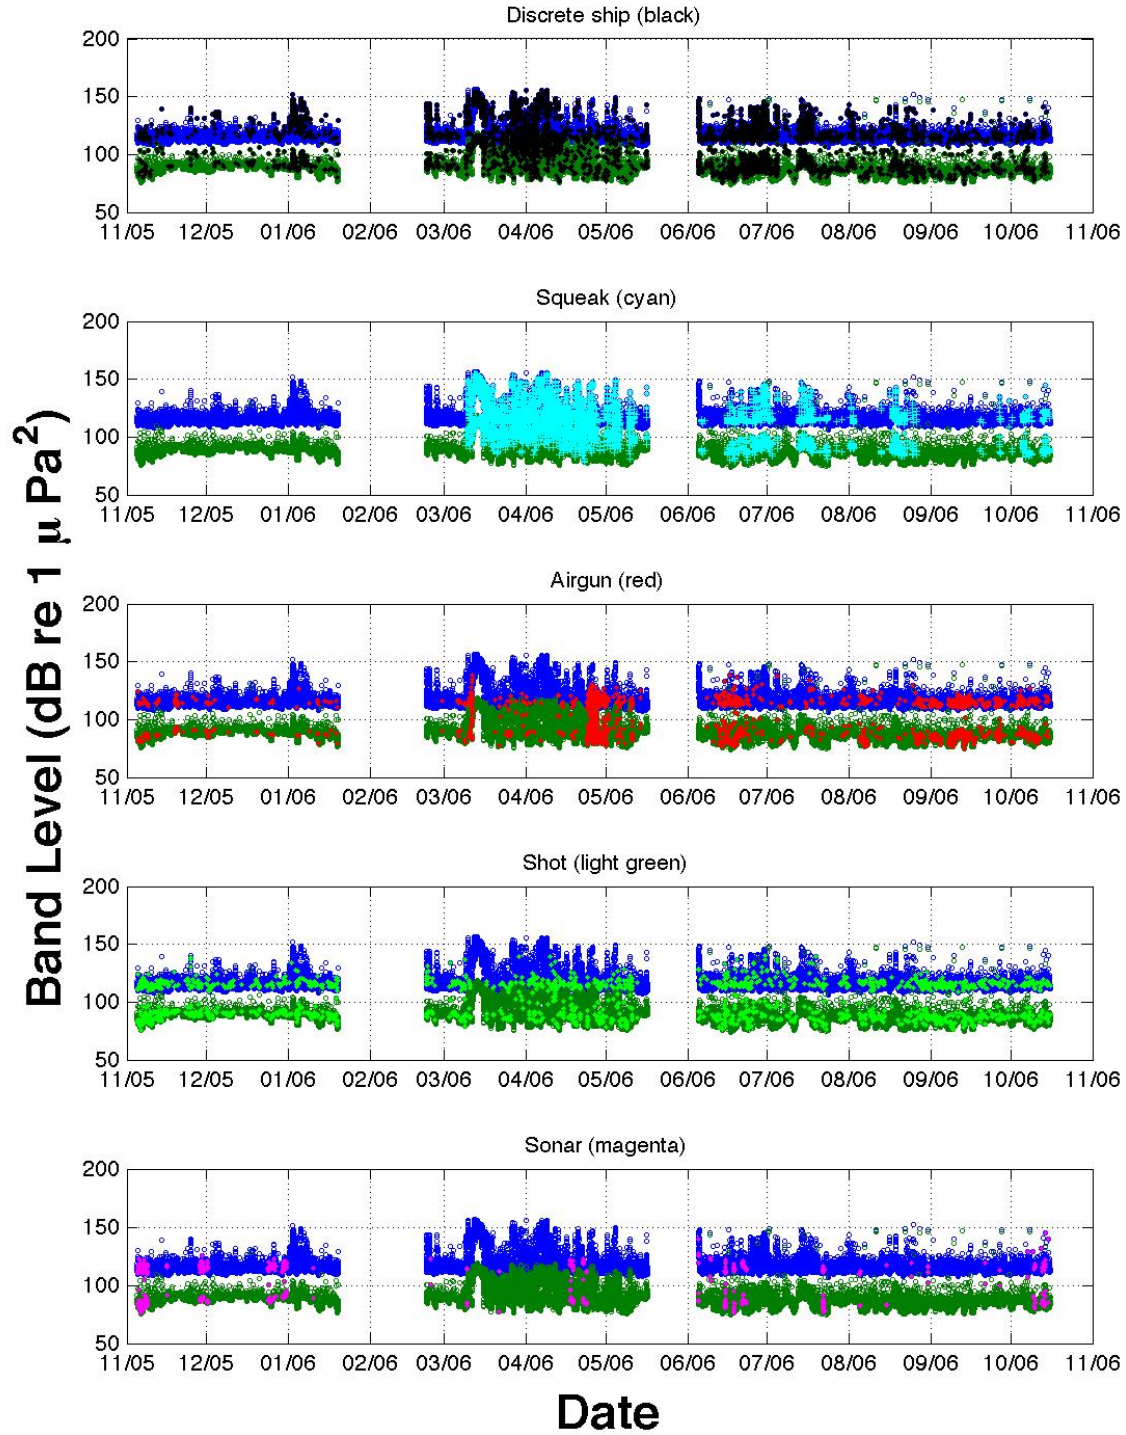 Discrete ship (black)
200
150
100
50
11/05 12/05 01/06 02/06 03/06 04/06 05/06 06/06 07/06 08/06 09/06 10/06 11/06
Squeak (cyan)
200
150
100
50
11/05 12/05 01/06 02/06 03/06 04/06 05/06 06/06 07/06 08/06 09/06 10/06 11/06
Airgun (red)
200
150
100
50
11/05 12/05 01/06 02/06 03/06 04/06 05/06 06/06 07/06 08/06 09/06 10/06 11/06
Shot (light green)
200
150
100
50
11/05 12/05 01/06 02/06 03/06 04/06 05/06 06/06 07/06 08/06 09/06 10/06 11/06
Sonar (magenta)
200
150
100
50
11/05 12/05 01/06 02/06 03/06 04/06 05/06 06/06 07/06 08/06 09/06 10/06 11/06
Band Level (dB re 1 μ Pa²)
Date